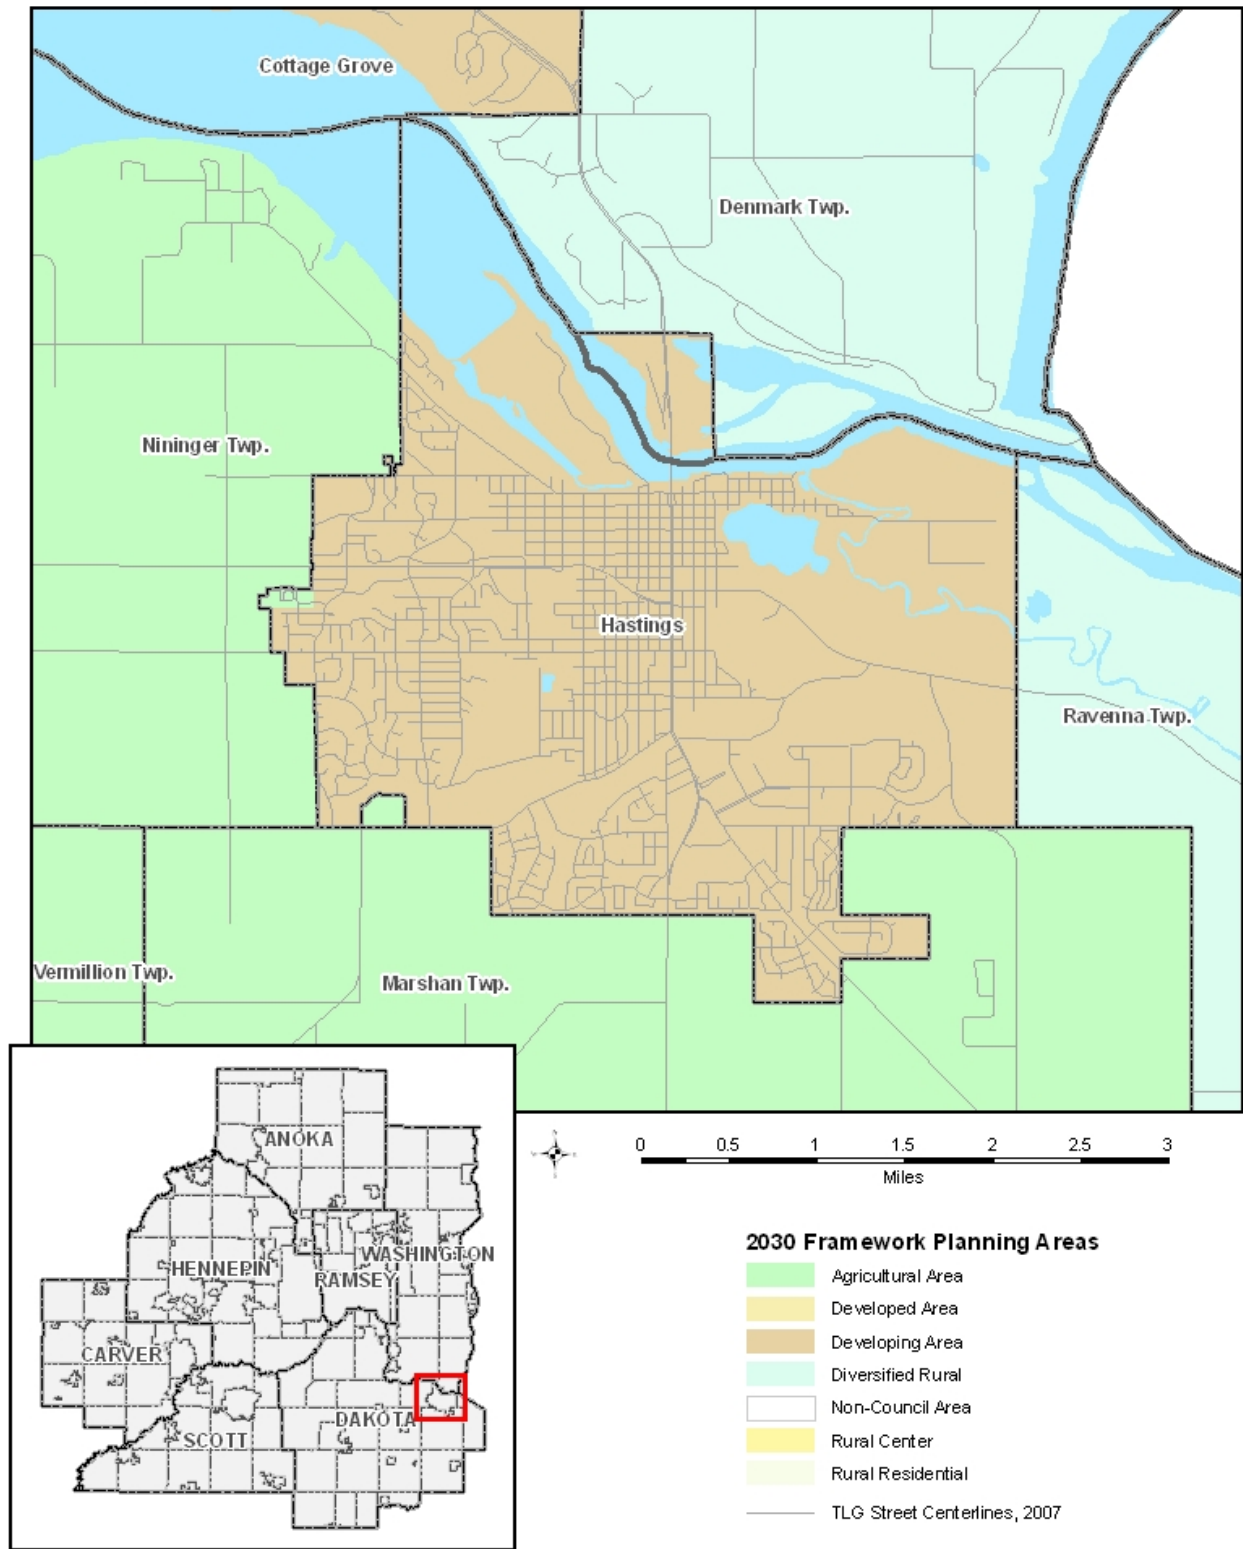 Cottage Grove
Denmark Twp.
Nininger Twp.
Hastings
Ravenna Twp.
Vermillion Twp.
Marshan Twp.
ANOKA
WASHINGTON
HENNEPIN
RAMSEY
CARVER
DAKOTA
SCOTT
0 0.5 1 1.5 2 2.5 3
Miles
2030 Framework Planning Areas
Agricultural Area
Developed Area
Developing Area
Diversified Rural
Non-Council Area
Rural Center
Rural Residential
TLG Street Centerlines, 2007